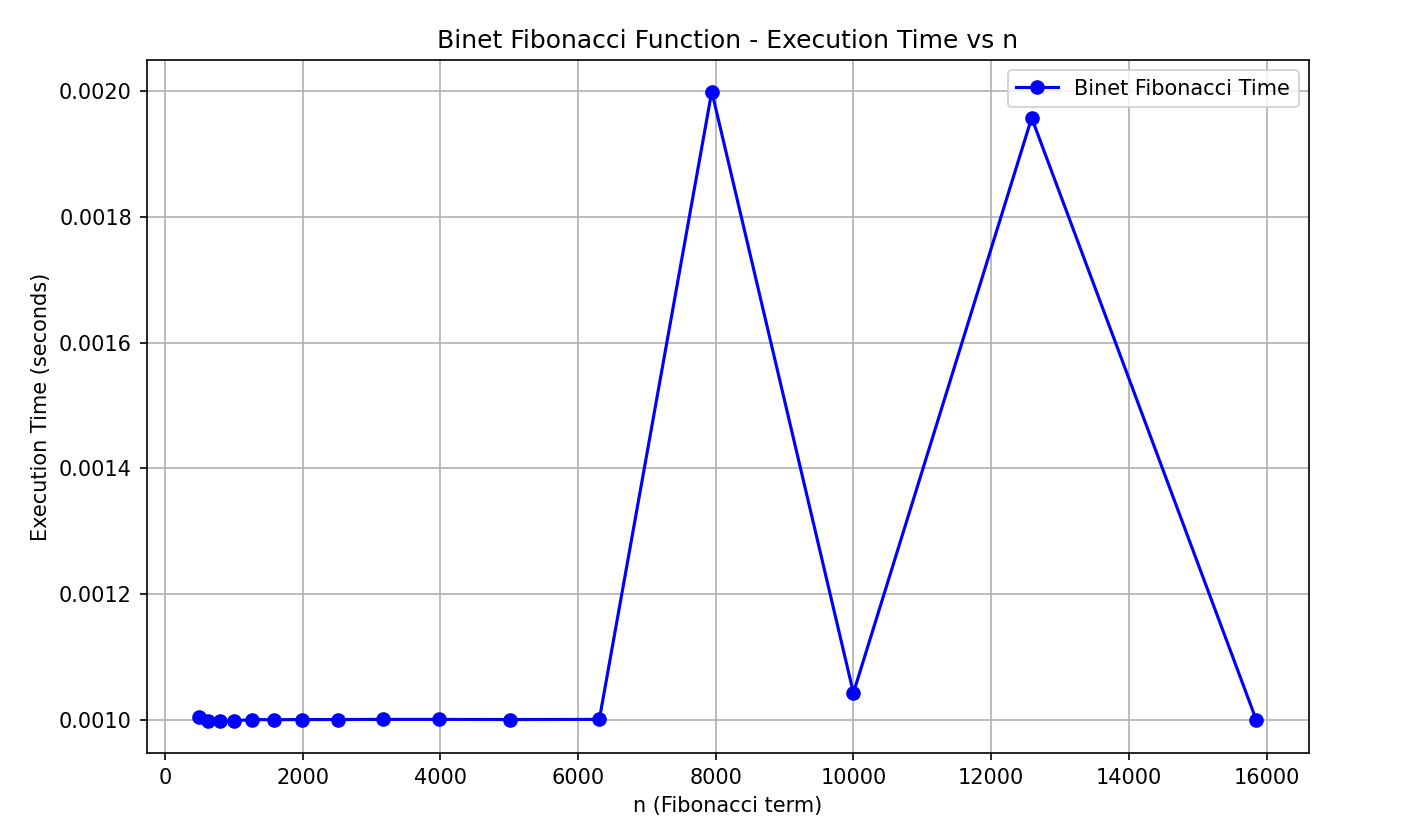 Binet Fibonacci Function - Execution Time vs n
Binet Fibonacci Time
Execution Time (seconds)
0.0020
0.0018
0.0016
0.0014
0.0012
0.0010
0 2000 4000 6000 8000 10000 12000 14000 16000
n (Fibonacci term)